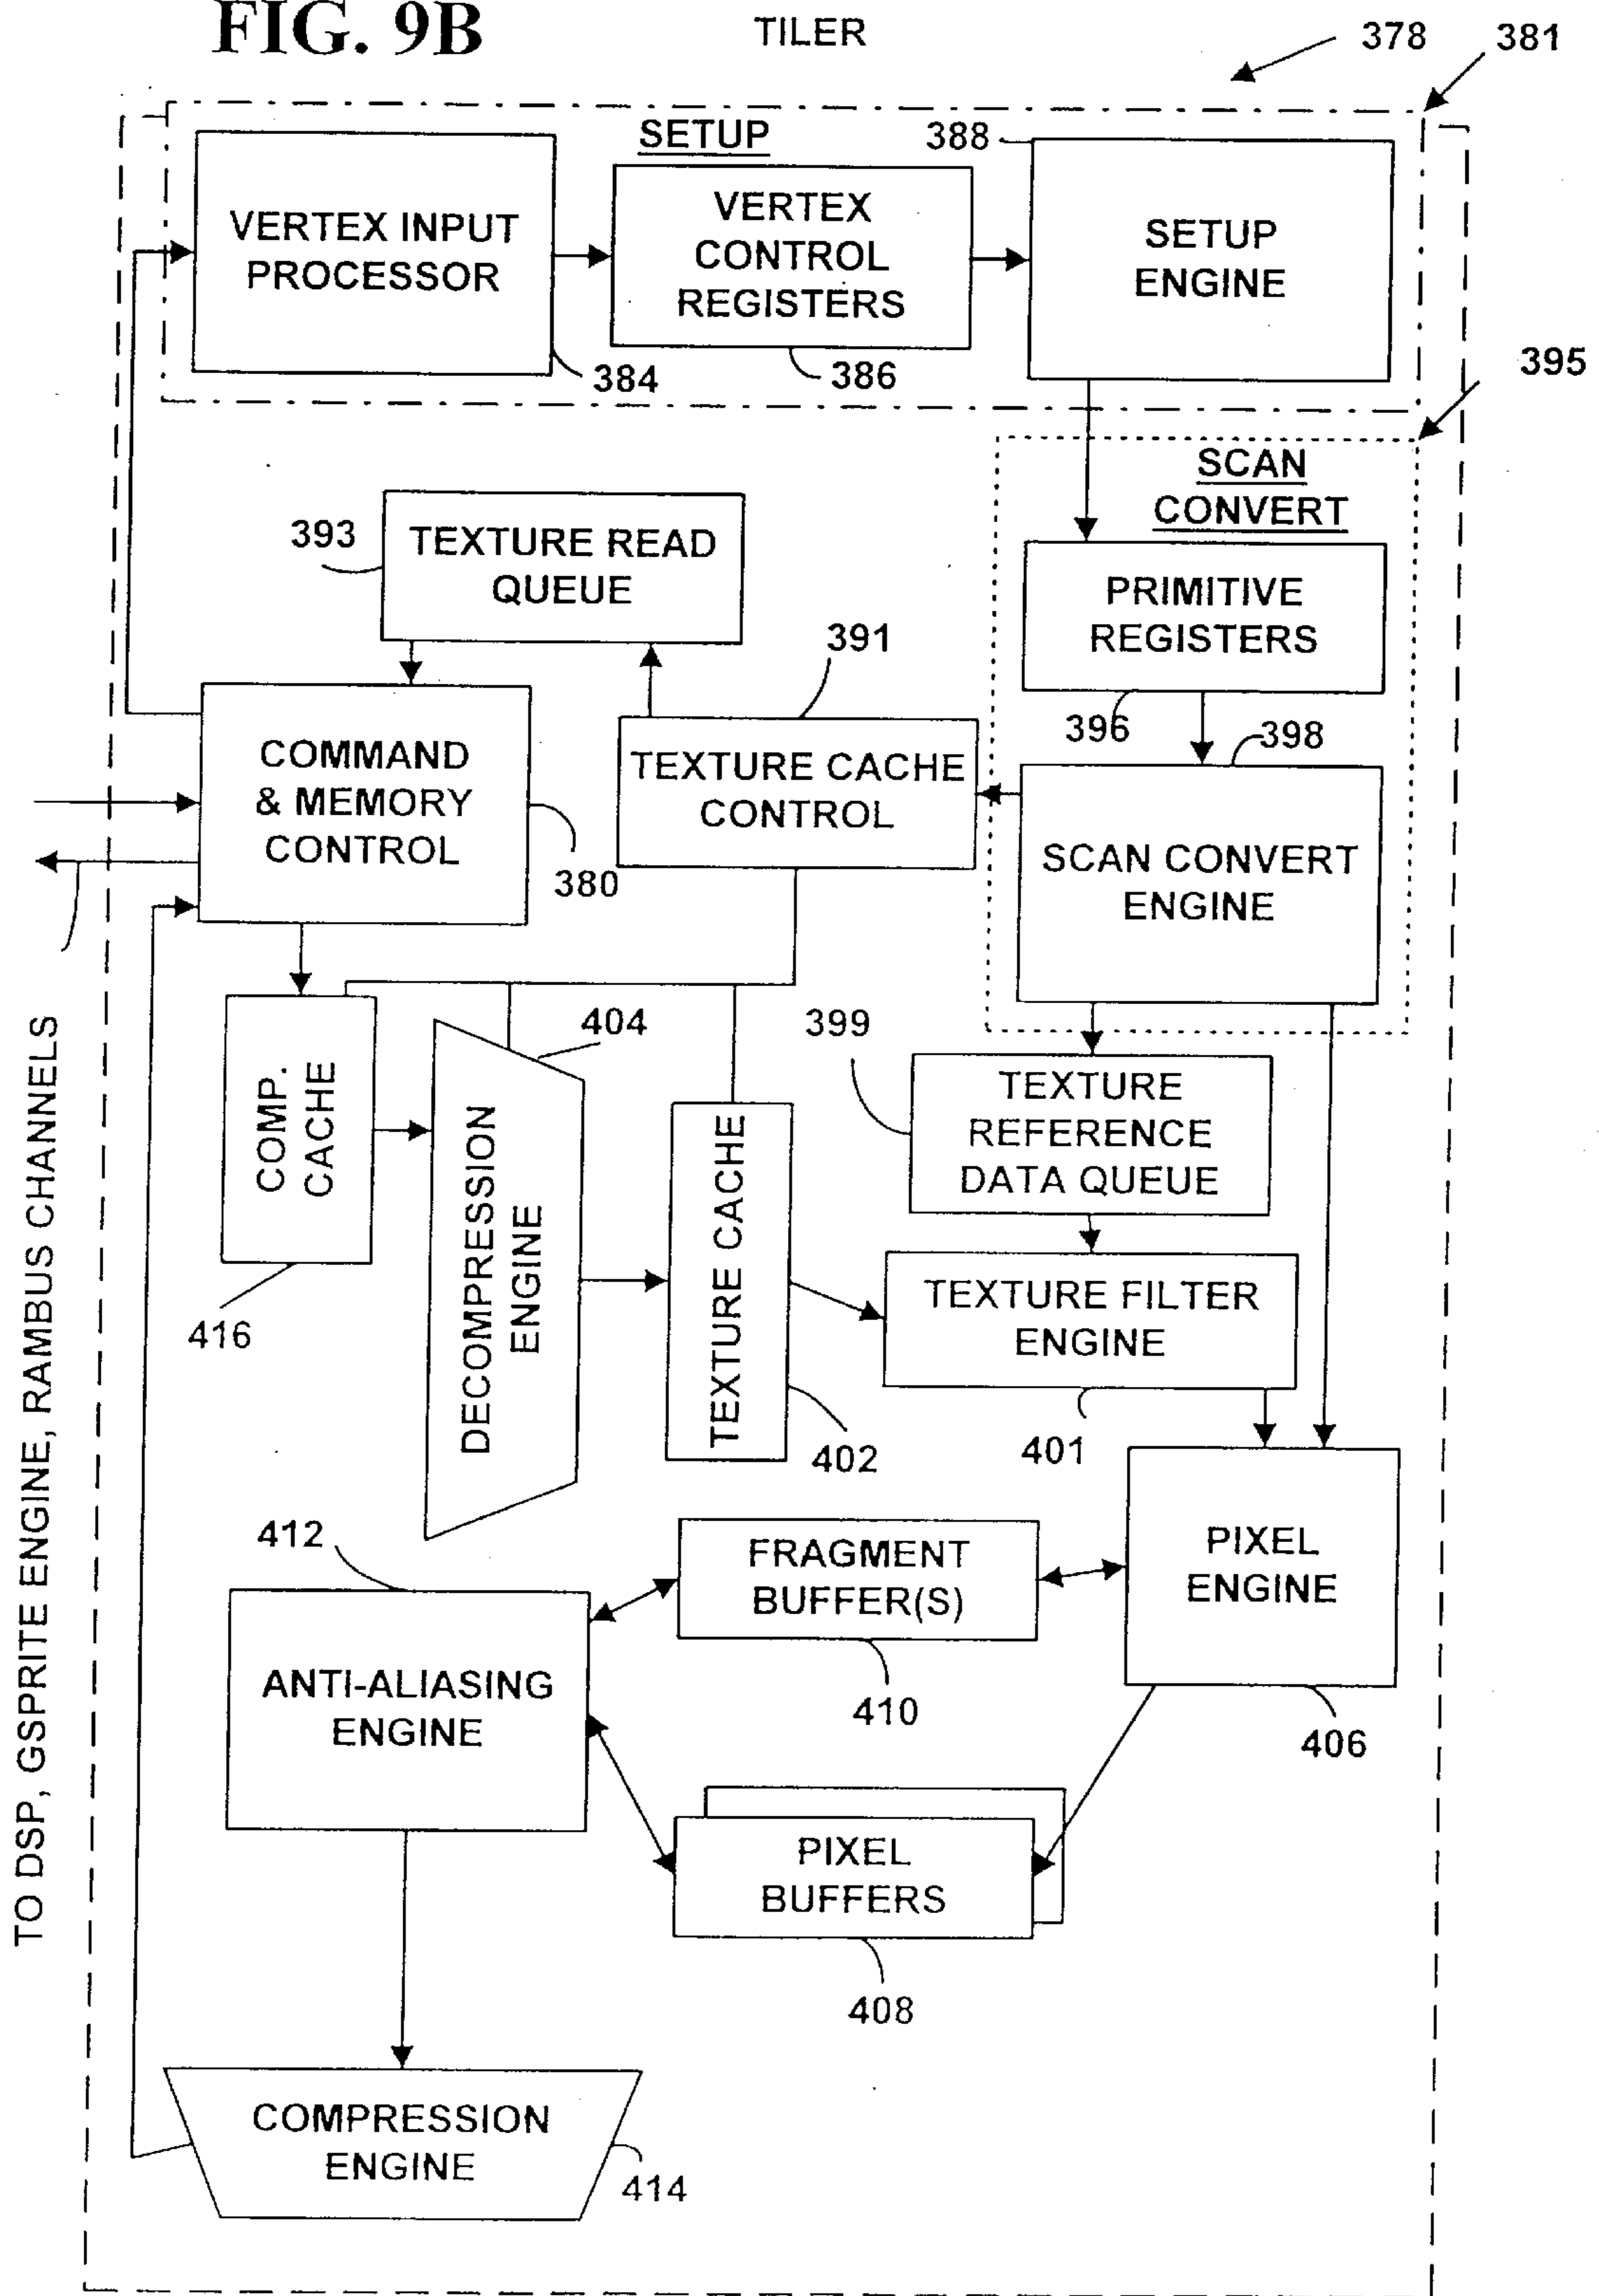 FIG. 9B
TILER
378
381
SETUP
388
VERTEX INPUT
PROCESSOR
VERTEX
CONTROL
REGISTERS
SETUP
ENGINE
384
386
395
SCAN
CONVERT
393
TEXTURE READ
QUEUE
PRIMITIVE
REGISTERS
391
396
398
COMMAND
& MEMORY
CONTROL
TEXTURE CACHE
CONTROL
380
SCAN CONVERT
ENGINE
404
399
COMP.
CACHE
DECOMPRESSION
ENGINE
TEXTURE CACHE
TEXTURE
REFERENCE
DATA QUEUE
416
TEXTURE FILTER
ENGINE
402
401
412
FRAGMENT
BUFFER(S)
PIXEL
ENGINE
ANTI-ALIASING
ENGINE
410
406
PIXEL
BUFFERS
408
COMPRESSION
ENGINE
414
TO DSP, GSPRITE ENGINE, RAMBUS CHANNELS